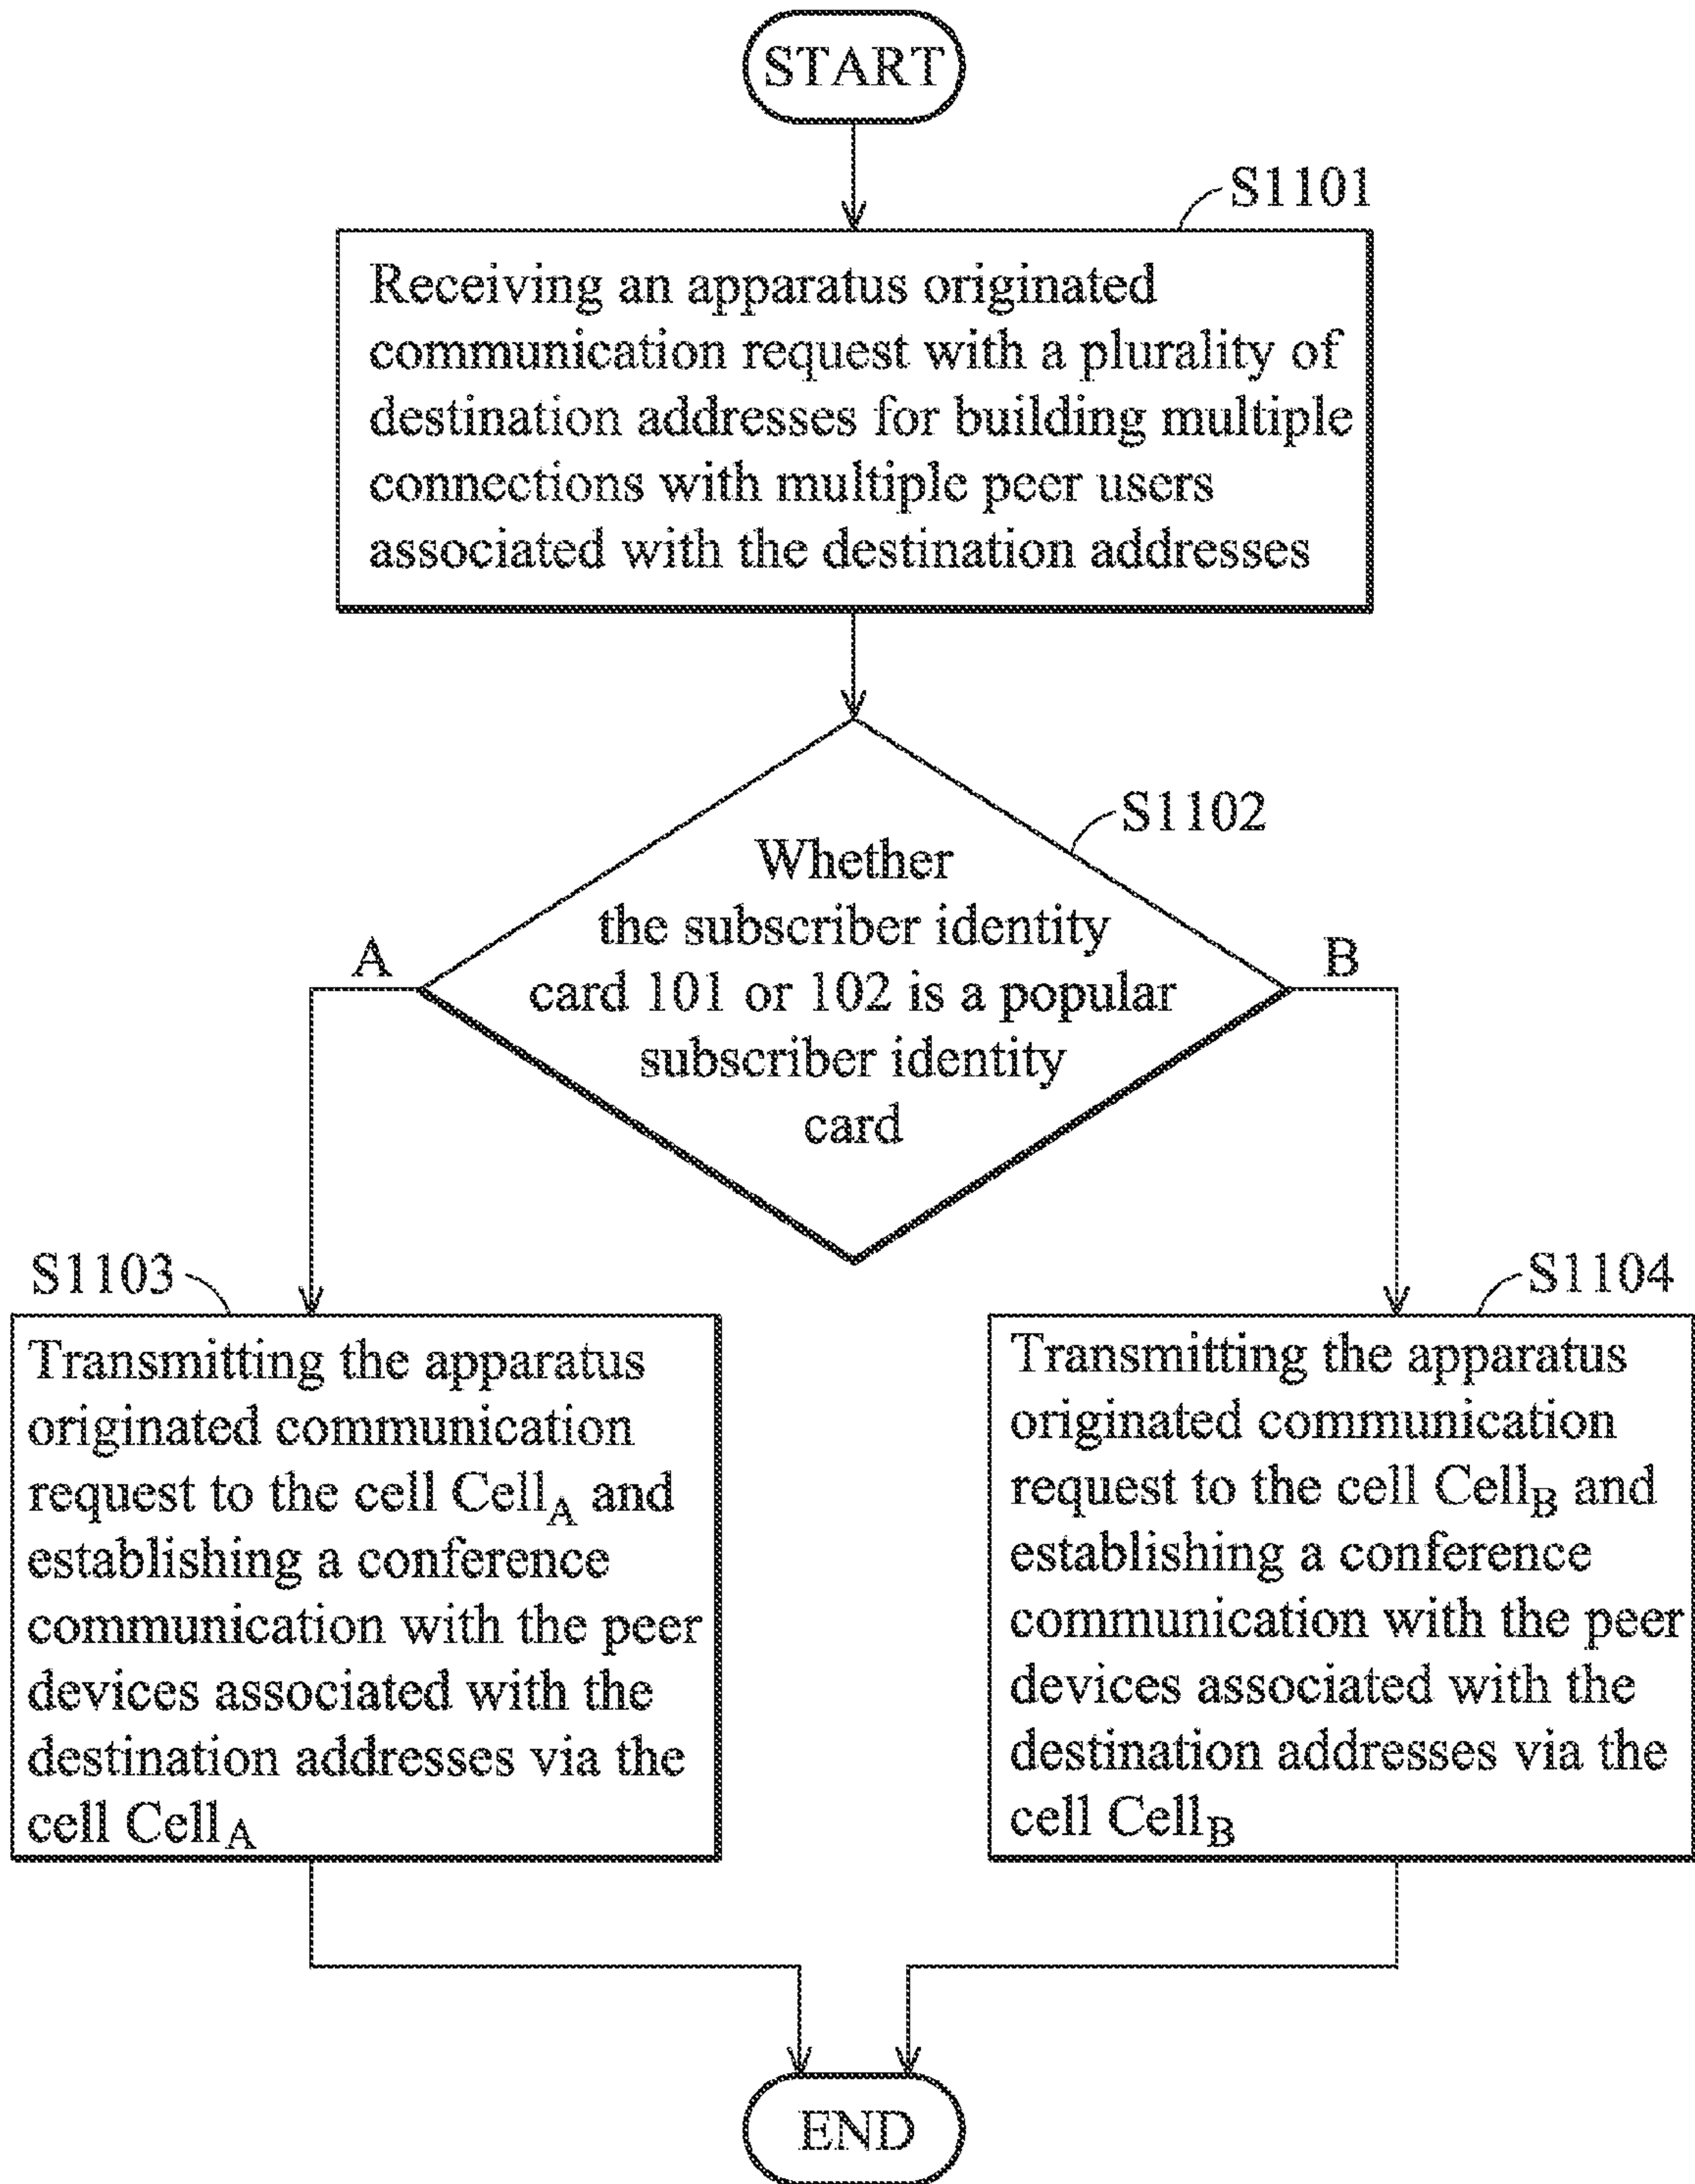 START
S1101
Receiving an apparatus originated
communication request with a plurality of
destination addresses for building multiple
connections with multiple peer users
associated with the destination addresses
S1102
Whether
the subscriber identity
card 101 or 102 is a popular
subscriber identity
card
A
B
S1103
Transmitting the apparatus
originated communication
request to the cell Cell_A and
establishing a conference
communication with the peer
devices associated with the
destination addresses via the
cell Cell_A
S1104
Transmitting the apparatus
originated communication
request to the cell Cell_B and
establishing a conference
communication with the peer
devices associated with the
destination addresses via the
cell Cell_B
END